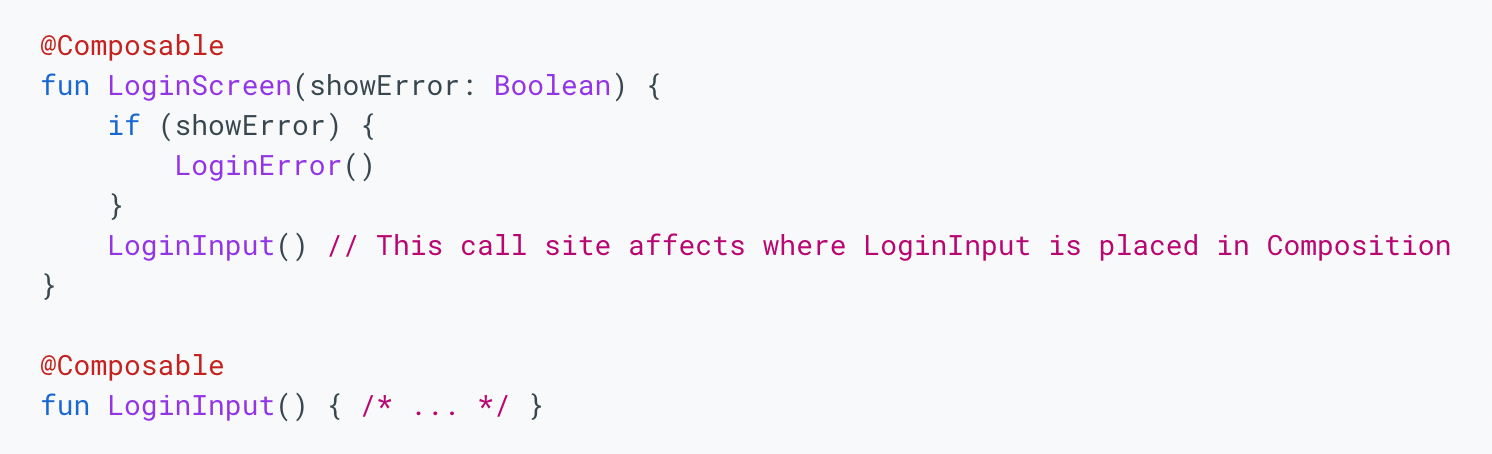 @Composable
fun LoginScreen(showError: Boolean) {
    if (showError) {
        LoginError()
    }
    LoginInput() // This call site affects where LoginInput is placed in Composition
}

@Composable
fun LoginInput() { /* ... */ }